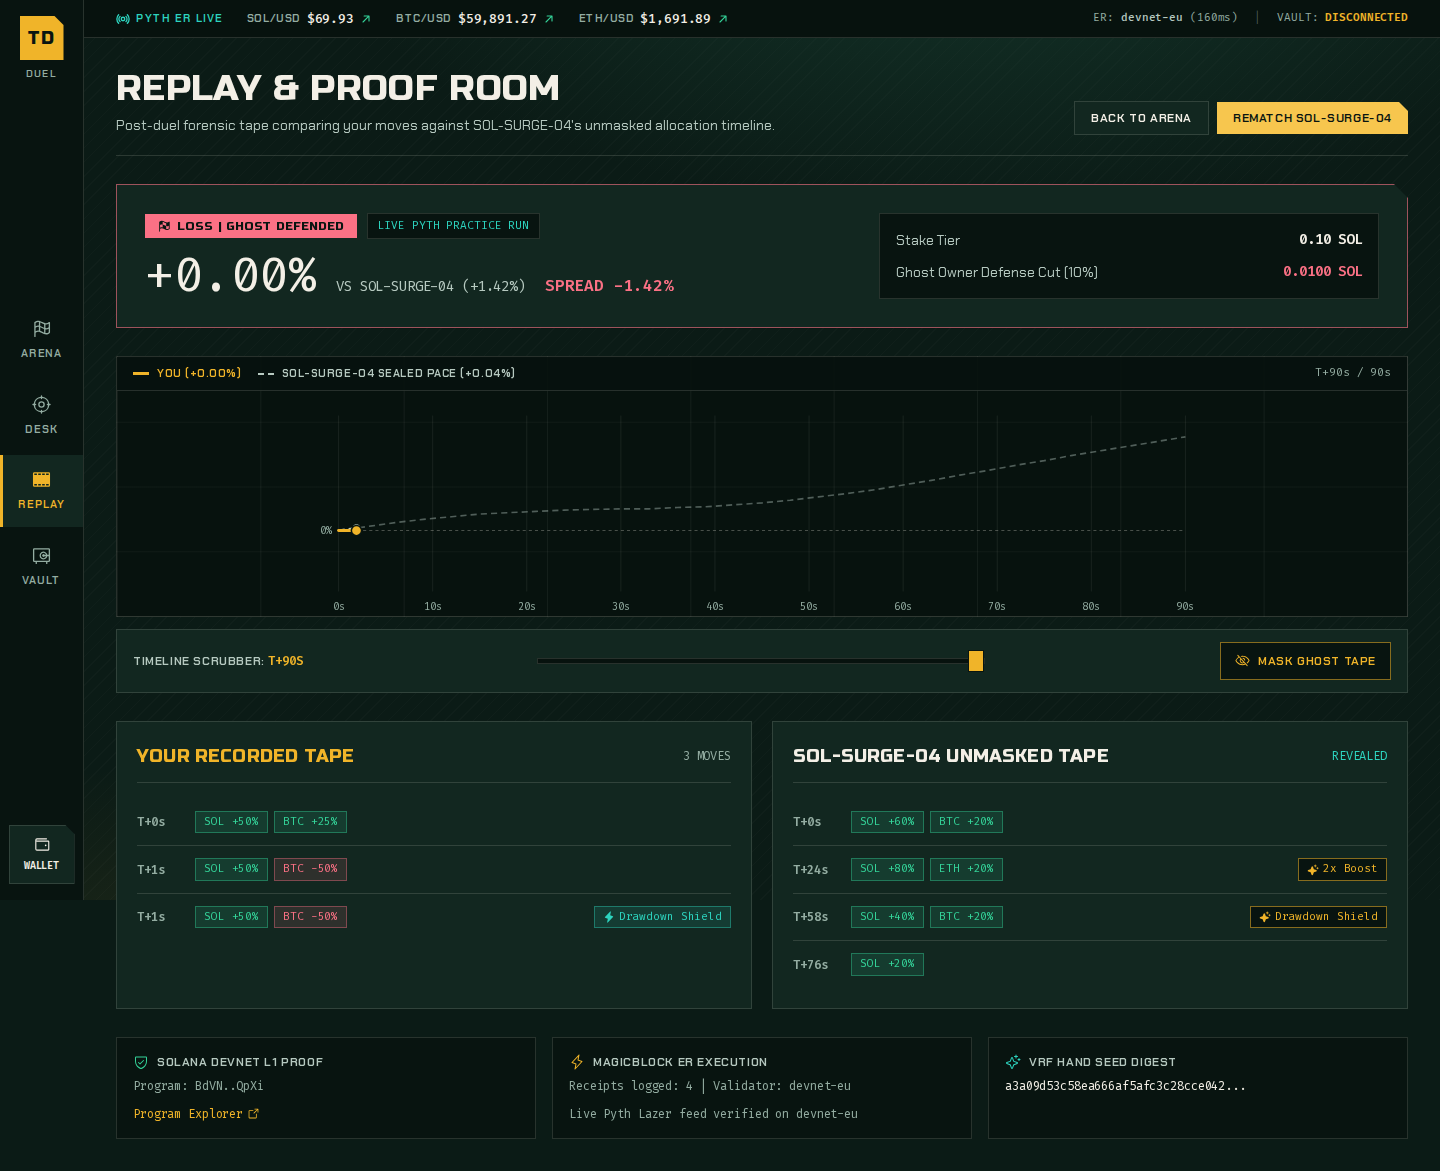 TD
DUEL
PYTH ER LIVE SOL/USD $69.93 ↗ BTC/USD $59,891.27 ↗ ETH/USD $1,691.89 ↗ ER: devnet-eu (160ms) | VAULT: DISCONNECTED
REPLAY & PROOF ROOM
Post-duel forensic tape comparing your moves against SOL-SURGE-04's unmasked allocation timeline.
BACK TO ARENA REMATCH SOL-SURGE-04
LOSS | GHOST DEFENDED LIVE PYTH PRACTICE RUN
+0.00% VS SOL-SURGE-04 (+1.42%) SPREAD -1.42%
Stake Tier 0.10 SOL
Ghost Owner Defense Cut (10%) 0.0100 SOL
ARENA
DESK
REPLAY
VAULT
WALLET
YOU (+0.00%) SOL-SURGE-04 SEALED PACE (+0.04%) T+90s / 90s
0%
0s 10s 20s 30s 40s 50s 60s 70s 80s 90s
TIMELINE SCRUBBER: T+90S MASK GHOST TAPE
YOUR RECORDED TAPE 3 MOVES
T+0s SOL +50% BTC +25%
T+1s SOL +50% BTC -50%
T+1s SOL +50% BTC -50% Drawdown Shield
SOL-SURGE-04 UNMASKED TAPE REVEALED
T+0s SOL +60% BTC +20%
T+24s SOL +80% ETH +20% 2x Boost
T+58s SOL +40% BTC +20% Drawdown Shield
T+76s SOL +20%
SOLANA DEVNET L1 PROOF
Program: BdVN..QpXi
Program Explorer
MAGICBLOCK ER EXECUTION
Receipts logged: 4 | Validator: devnet-eu
Live Pyth Lazer feed verified on devnet-eu
VRF HAND SEED DIGEST
a3a09d53c58ea666af5afc3c28cce042...